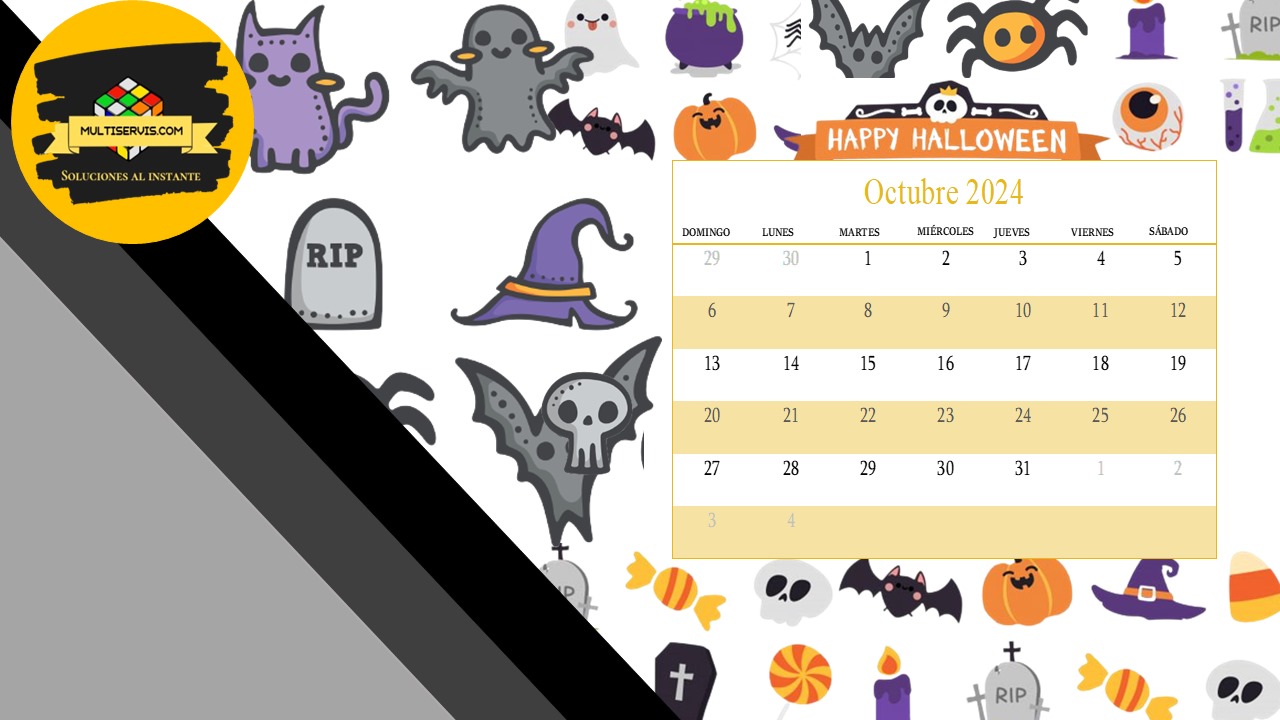 MULTISERVIS.COM
SOLUCIONES AL INSTANTE
RIP
HAPPY HALLOWEEN
RIP
Octubre 2024
DOMINGO LUNES MARTES MIÉRCOLES JUEVES VIERNES SÁBADO
29 30 1 2 3 4 5
6 7 8 9 10 11 12
13 14 15 16 17 18 19
20 21 22 23 24 25 26
27 28 29 30 31 1 2
3 4
RIP